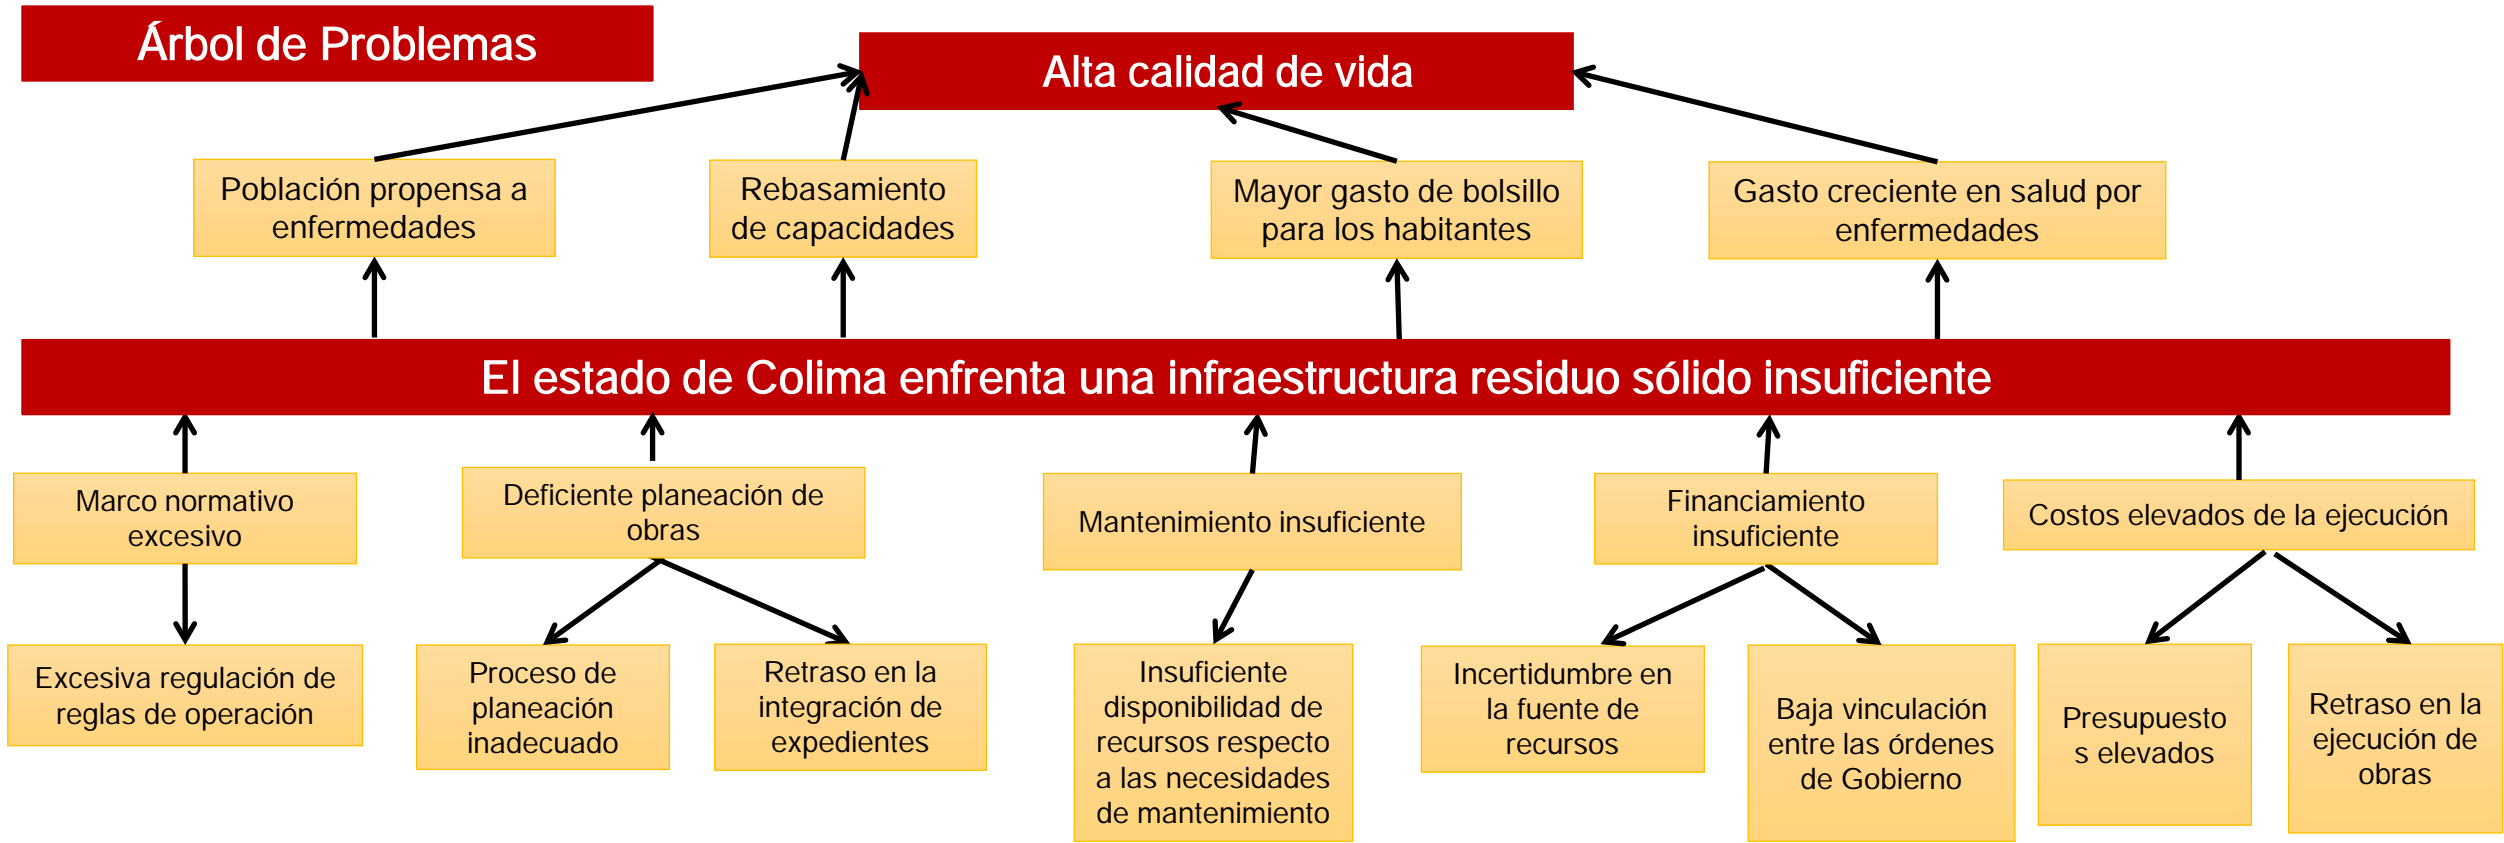 Árbol de Problemas
Alta calidad de vida
Población propensa a
enfermedades
Rebasamiento
de capacidades
Mayor gasto de bolsillo
para los habitantes
Gasto creciente en salud por
enfermedades
El estado de Colima enfrenta una infraestructura residuo sólido insuficiente
Marco normativo
excesivo
Deficiente planeación de
obras
Mantenimiento insuficiente
Financiamiento
insuficiente
Costos elevados de la ejecución
Excesiva regulación de
reglas de operación
Proceso de
planeación
inadecuado
Retraso en la
integración de
expedientes
Insuficiente
disponibilidad de
recursos respecto
a las necesidades
de mantenimiento
Incertidumbre en
la fuente de
recursos
Baja vinculación
entre las órdenes
de Gobierno
Presupuesto
s elevados
Retraso en la
ejecución de
obras